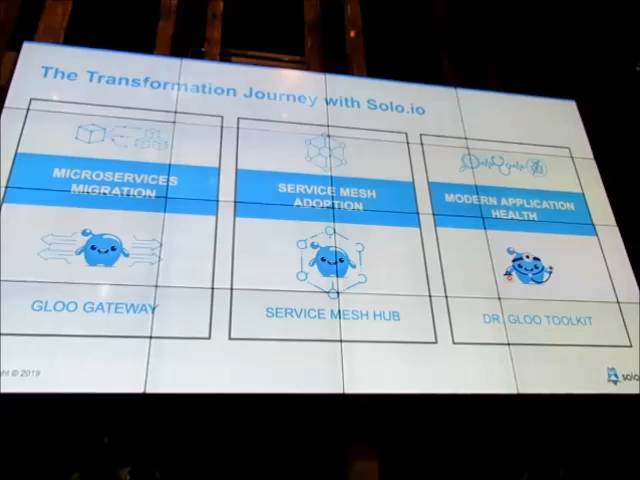 The Transformation Journey with Solo.io
MICROSERVICES
MIGRATION
GLOO GATEWAY
SERVICE MESH
ADOPTION
SERVICE MESH HUB
MODERN APPLICATION
HEALTH
DR. GLOO TOOLKIT
© 2019
solo